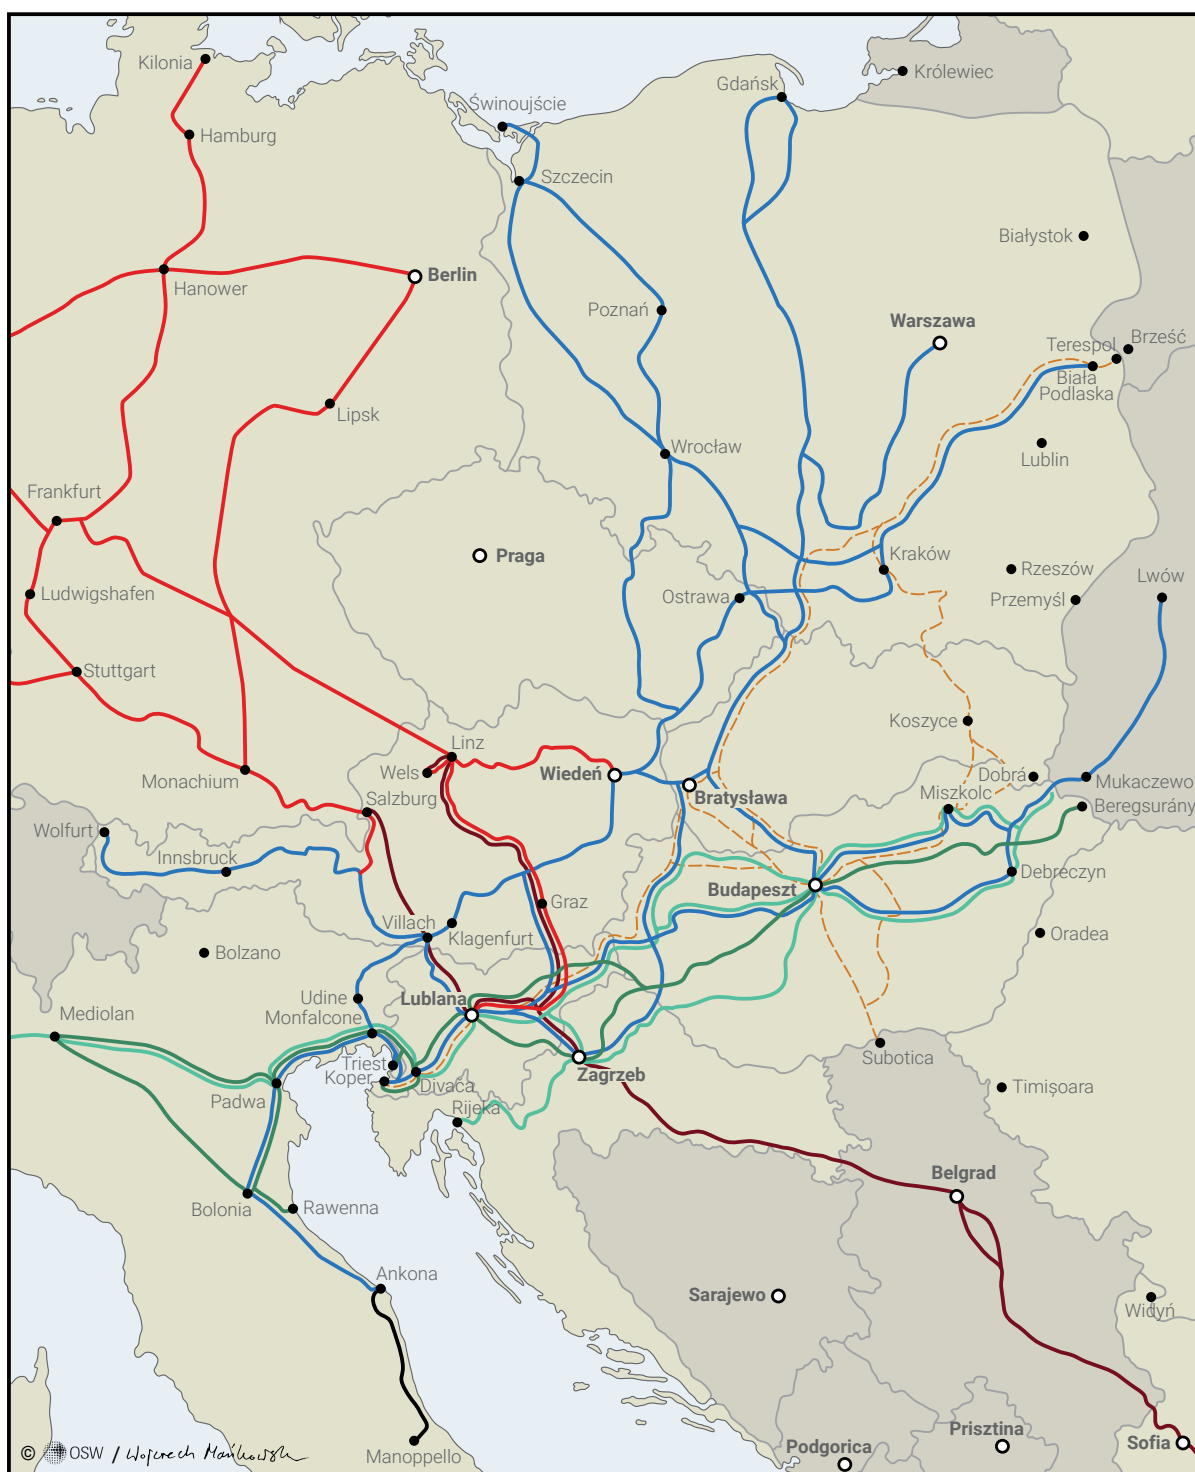 Kilonia
Królewiec
Gdańsk
Świnoujście
Hamburg
Szczecin
Białystok
Berlin
Hanower
Poznań
Warszawa
Brześć
Terespol
Biała
Podlaska
Lipsk
Wrocław
Lublin
Frankfurt
Praga
Kraków
Rzeszów
Lwów
Ludwigshafen
Ostrawa
Przemyśl
Stuttgart
Koszyce
Linz
Monachium
Wels
Wiedeń
Dobrá
Mukaczewo
Salzburg
Bratysława
Miszkolc
Beregsurány
Wolfurt
Innsbruck
Budapeszt
Debreczyn
Graz
Villach
Klagenfurt
Oradea
Bolzano
Udine
Lublana
Mediolan
Monfalcone
Subotica
Triest
Koper
Divača
Zagrzeb
Timișoara
Padwa
Rijeka
Belgrad
Bolonia
Rawenna
Ankona
Sarajewo
Widyń
Prisztina
Manoppello
Podgorica
Sofia
© OSW / Wojciech Mańkowski